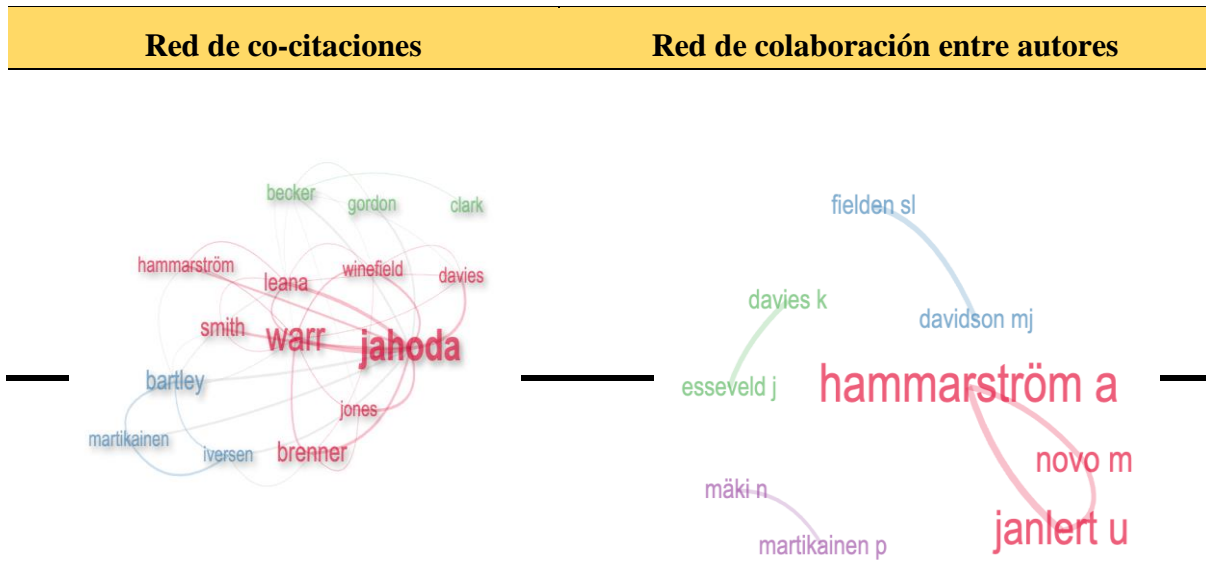 Red de co-citaciones
Red de colaboración entre autores
becker
gordon
clark
hammarström
leana
winefield
davies
smith
warr
jahoda
bartley
jones
martikainen
iversen
brenner
fielden sl
davies k
davidson mj
esseveld j
hammarström a
novo m
mäki n
janlert u
martikainen p